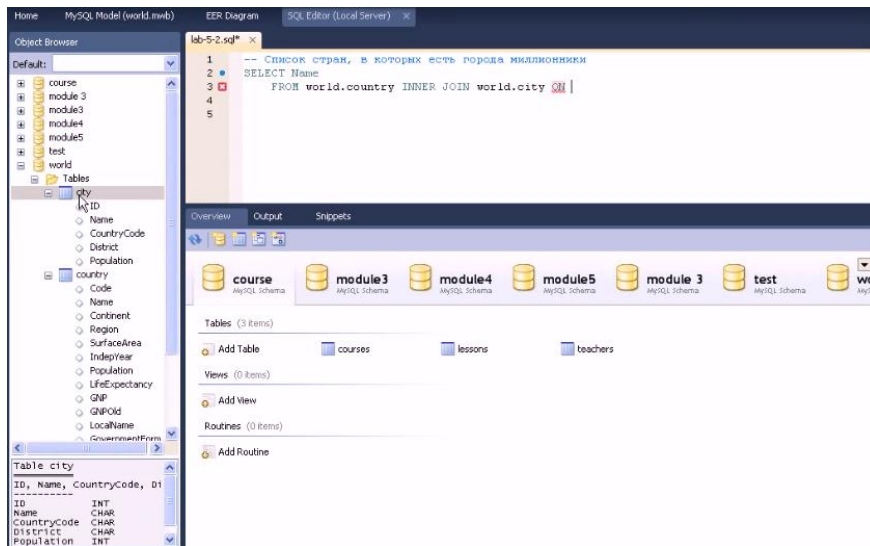 Home MySQL Model (world.mwb) EER Diagram SQL Editor (Local Server) ×
Object Browser
Default:
course
module 3
module3
module4
module5
test
world
Tables
city
ID
Name
CountryCode
District
Population
country
Code
Name
Continent
Region
SurfaceArea
IndepYear
Population
LifeExpectancy
GNP
GNPOld
LocalName
GovernmentForm
Table city
ID, Name, CountryCode, Di
ID INT
Name CHAR
CountryCode CHAR
District CHAR
Population INT
lab-5-2.sql* ×
1 -- Список стран, в которых есть города миллионники
2 SELECT Name
3 FROM world.country INNER JOIN world.city ON
4
5
Overview Output Snippets
course module3 module4 module5 module 3 test
MySQL Schema MySQL Schema MySQL Schema MySQL Schema MySQL Schema MySQL Schema
Tables (3 items)
Add Table courses lessons teachers
Views (0 items)
Add View
Routines (0 items)
Add Routine